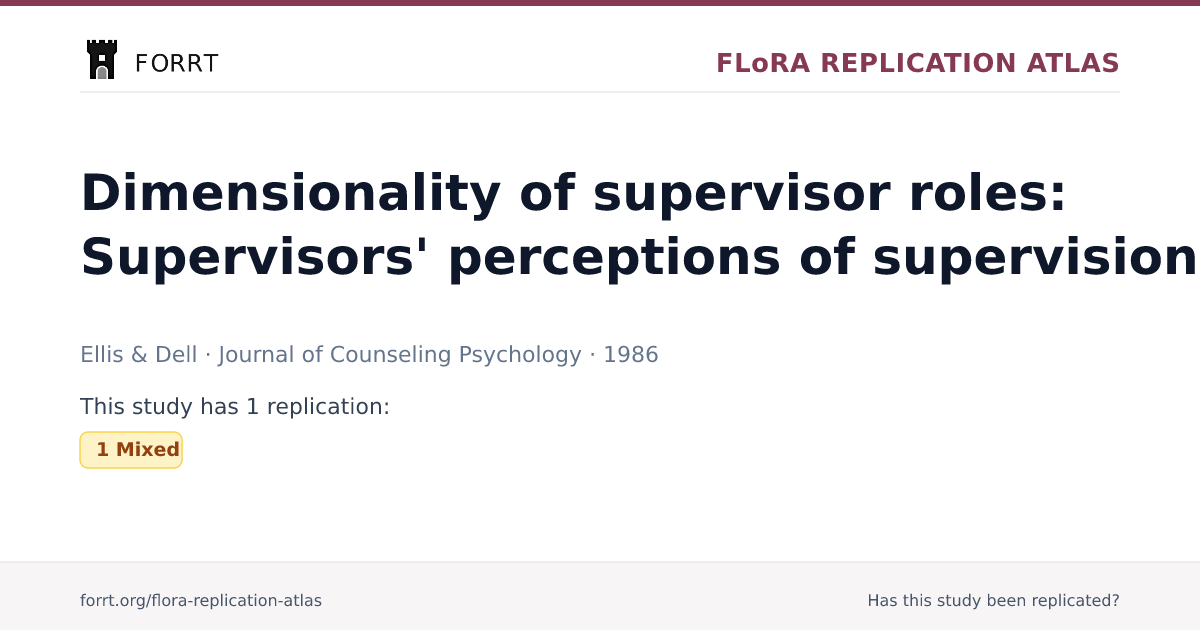 FORRT
FLoRA REPLICATION ATLAS
Dimensionality of supervisor roles:
Supervisors' perceptions of supervision
Ellis & Dell · Journal of Counseling Psychology · 1986
This study has 1 replication:
1 Mixed
forrt.org/flora-replication-atlas
Has this study been replicated?